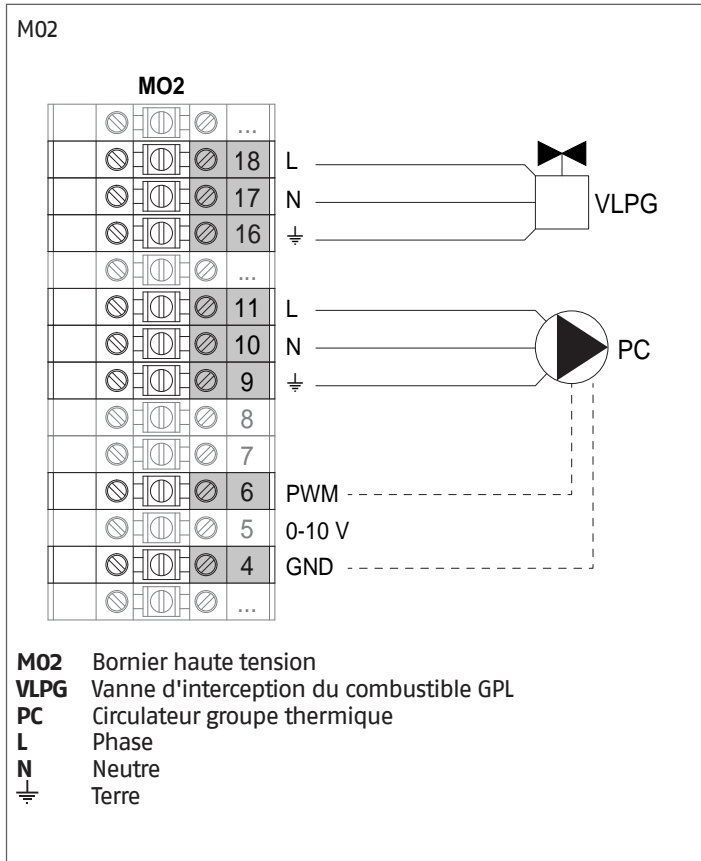 M02
MO2
...
18 L
17 N VLPG
16 ⏚
...
11 L
10 N PC
9 ⏚
8
7
6 PWM
5 0-10 V
4 GND
...
M02 Bornier haute tension
VLPG Vanne d'interception du combustible GPL
PC Circulateur groupe thermique
L Phase
N Neutre
⏚ Terre